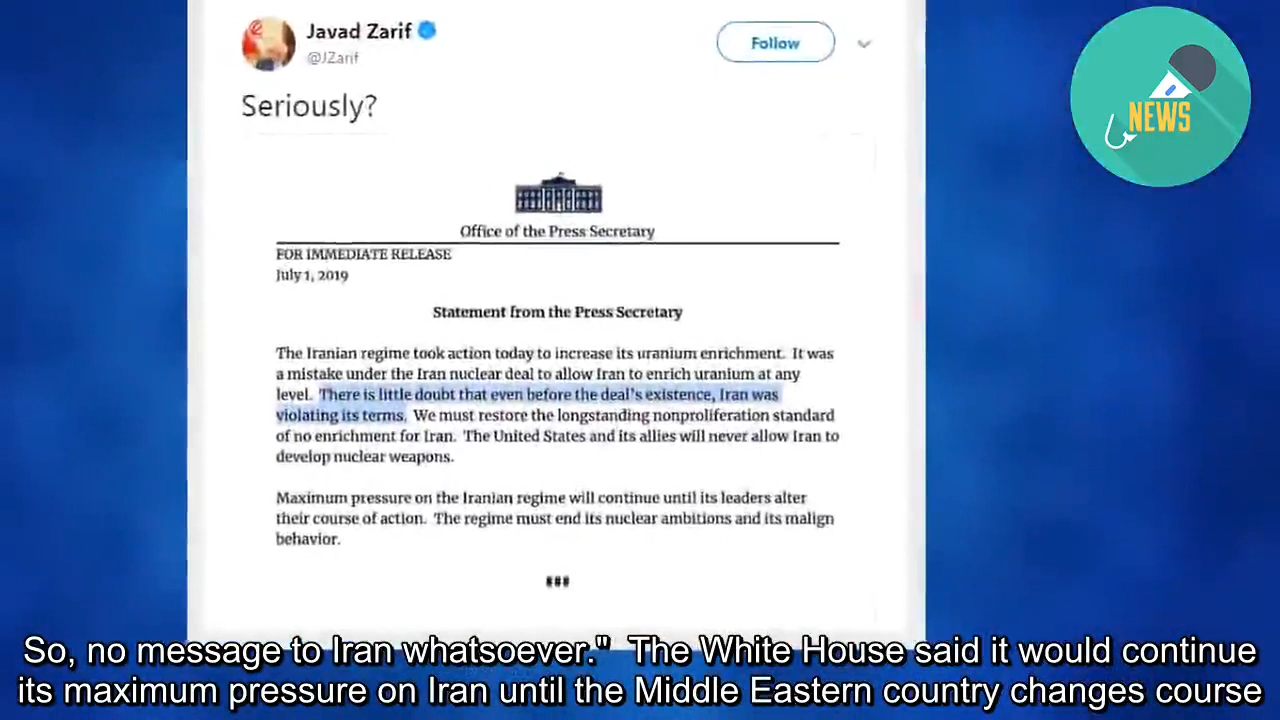 Javad Zarif
@JZarif
Follow
Seriously?
NEWS
Office of the Press Secretary
FOR IMMEDIATE RELEASE
July 1, 2019
Statement from the Press Secretary
The Iranian regime took action today to increase its uranium enrichment. It was
a mistake under the Iran nuclear deal to allow Iran to enrich uranium at any
level. There is little doubt that even before the deal's existence, Iran was
violating its terms. We must restore the longstanding nonproliferation standard
of no enrichment for Iran. The United States and its allies will never allow Iran to
develop nuclear weapons.
Maximum pressure on the Iranian regime will continue until its leaders alter
their course of action. The regime must end its nuclear ambitions and its malign
behavior.
###
So, no message to Iran whatsoever." The White House said it would continue
its maximum pressure on Iran until the Middle Eastern country changes course